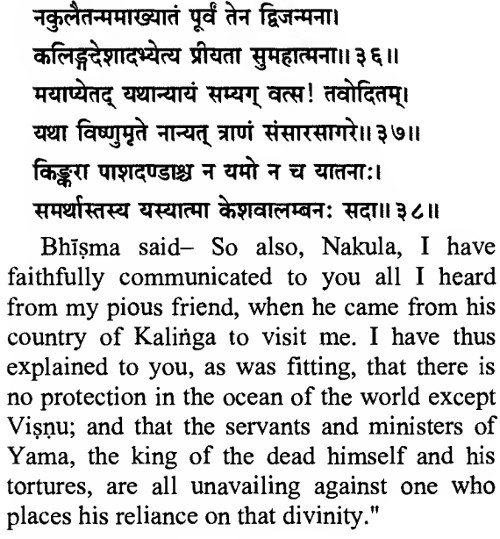 नकुलैतन्ममाख्यातं पूर्वं तेन द्विजन्मना।
कलिङ्गदेशादभ्येत्य प्रीयता सुमहात्मना॥३६॥
मयाप्येतद् यथान्यायं सम्यग् वत्स! तवोदितम्।
यथा विष्णुमृते नान्यत् त्राणं संसारसागरे॥३७॥
किङ्करा पाशदण्डाश्च न यमो न च यातनाः।
समर्थास्तस्य यस्यात्मा केशवालम्बनः सदा॥३८॥
Bhīṣma said– So also, Nakula, I have
faithfully communicated to you all I heard
from my pious friend, when he came from his
country of Kaliṅga to visit me. I have thus
explained to you, as was fitting, that there is
no protection in the ocean of the world except
Viṣṇu; and that the servants and ministers of
Yama, the king of the dead himself and his
tortures, are all unavailing against one who
places his reliance on that divinity."